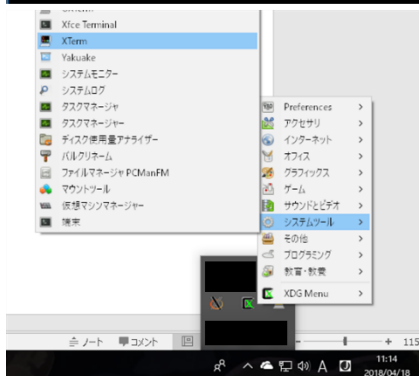 Xfce Terminal
XTerm
Yakuake
システムモニター
システムログ
タスクマネージャ
タスクマネージャー
ディスク使用量アナライザー
バルクリネーム
ファイルマネージャ PCManFM
マウントツール
仮想マシンマネージャー
端末
Preferences
アクセサリ
インターネット
オフィス
グラフィックス
ゲーム
サウンドとビデオ
システムツール
その他
プログラミング
教育・教養
XDG Menu
ノート
コメント
115
A
11:14
2018/04/18